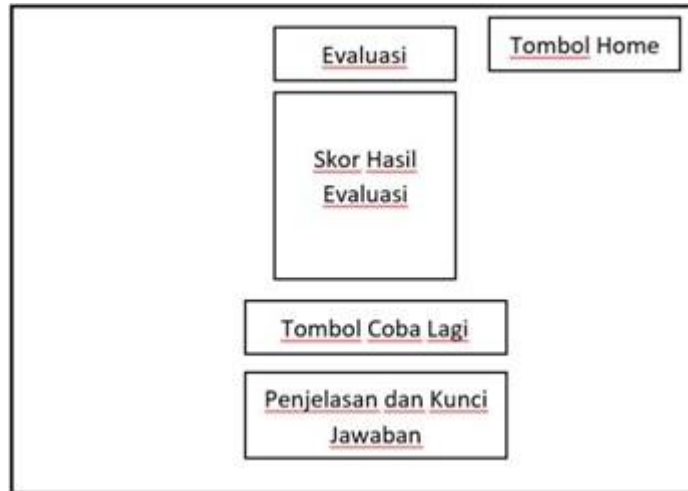 Evaluasi
Tombol Home
Skor Hasil
Evaluasi
Tombol Coba Lagi
Penjelasan dan Kunci
Jawaban